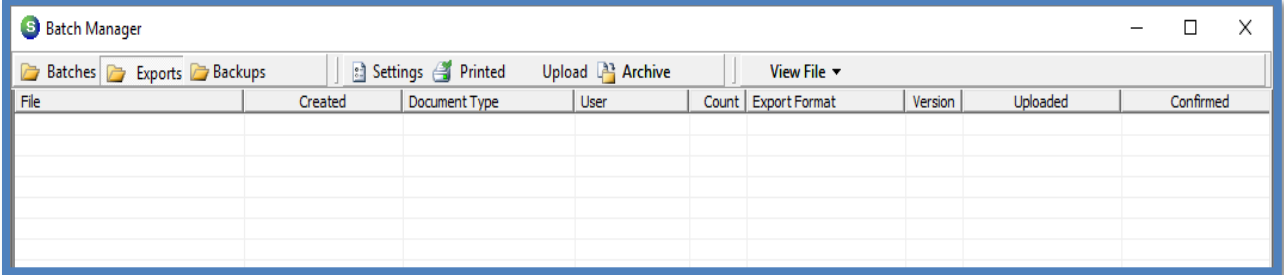 S Batch Manager
Batches Exports Backups Settings Printed Upload Archive View File
File Created Document Type User Count Export Format Version Uploaded Confirmed